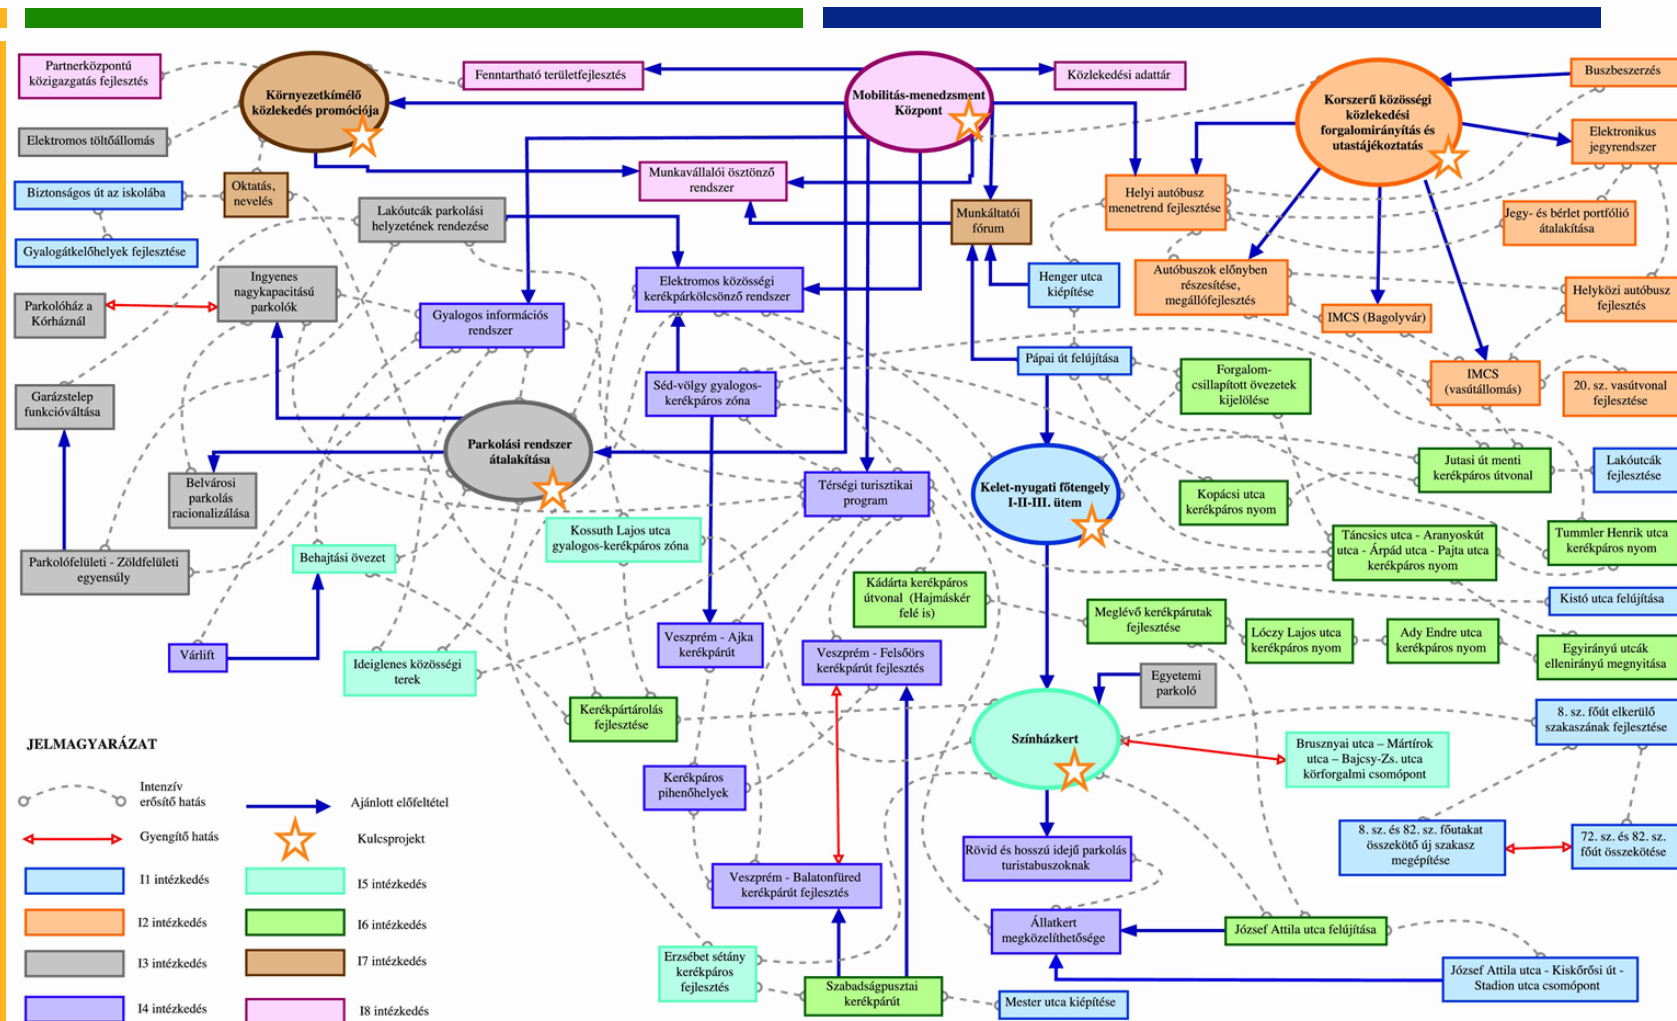 Partnerközpontú
közigazgatás fejlesztés
Környezetkímélő
közlekedés promóciója
Fenntartható területfejlesztés
Mobilitás-menedzsment
Központ
Közlekedési adattár
Korszerű közösségi
közlekedési
forgalomirányítás és
utastájékoztatás
Buszbeszerzés
Elektromos töltőállomás
Elektronikus
jegyrendszer
Biztonságos út az iskolába
Oktatás,
nevelés
Munkavállalói ösztönző
rendszer
Helyi autóbusz
menetrend fejlesztése
Lakóutcák parkolási
helyzetének rendezése
Munkáltatói
fórum
Jegy- és bérlet portfólió
átalakítása
Gyalogátkelőhelyek fejlesztése
Ingyenes
nagykapacitású
parkolók
Elektromos közösségi
kerékpárkölcsönző rendszer
Henger utca
kiépítése
Autóbuszok előnyben
részesítése,
megállófejlesztés
Helyközi autóbusz
fejlesztés
Parkolóház a
Kórháznál
Gyalogos információs
rendszer
IMCS (Bagolyvár)
Pápai út felújítása
Garázstelep
funkcióváltása
Séd-völgy gyalogos-
kerékpáros zóna
Forgalom-
csillapított övezetek
kijelölése
IMCS
(vasútállomás)
20. sz. vasútvonal
fejlesztése
Parkolási rendszer
átalakítása
Jutasi út menti
kerékpáros útvonal
Lakóutcák
fejlesztése
Belvárosi
parkolás
racionalizálása
Térségi turisztikai
program
Kelet-nyugati főtengely
I-II-III. ütem
Kopácsi utca
kerékpáros nyom
Parkolófelületi - Zöldfelületi
egyensúly
Behajtási övezet
Kossuth Lajos utca
gyalogos-kerékpáros zóna
Táncsics utca - Aranyoskút
utca - Árpád utca - Pajta utca
kerékpáros nyom
Tummler Henrik utca
kerékpáros nyom
Kádárta kerékpáros
útvonal (Hajmáskér
felé is)
Kistó utca felújítása
Meglévő kerékpárutak
fejlesztése
Lóczy Lajos utca
kerékpáros nyom
Ady Endre utca
kerékpáros nyom
Egyirányú utcák
ellenirányú megnyitása
Várlift
Ideiglenes közösségi
terek
Veszprém - Ajka
kerékpárút
Veszprém - Felsőörs
kerékpárút fejlesztés
Egyetemi
parkoló
Kerékpártárolás
fejlesztése
8. sz. főút elkerülő
szakaszának fejlesztése
Színházkert
Brusznyai utca – Mártírok
utca – Bajcsy-Zs. utca
körforgalmi csomópont
Kerékpáros
pihenőhelyek
Rövid és hosszú idejű parkolás
turistabuszoknak
8. sz. és 82. sz. főutakat
összekötő új szakasz
megépítése
72. sz. és 82. sz.
főút összekötése
Veszprém - Balatonfüred
kerékpárút fejlesztés
Állatkert
megközelíthetősége
József Attila utca felújítása
Erzsébet sétány
kerékpáros
fejlesztés
Szabadságpusztai
kerékpárút
Mester utca kiépítése
József Attila utca - Kiskőrösi út -
Stadion utca csomópont
JELMAGYARÁZAT
Intenzív
erősítő hatás
Ajánlott előfeltétel
Gyengítő hatás
Kulcsprojekt
I1 intézkedés
I5 intézkedés
I2 intézkedés
I6 intézkedés
I3 intézkedés
I7 intézkedés
I4 intézkedés
I8 intézkedés